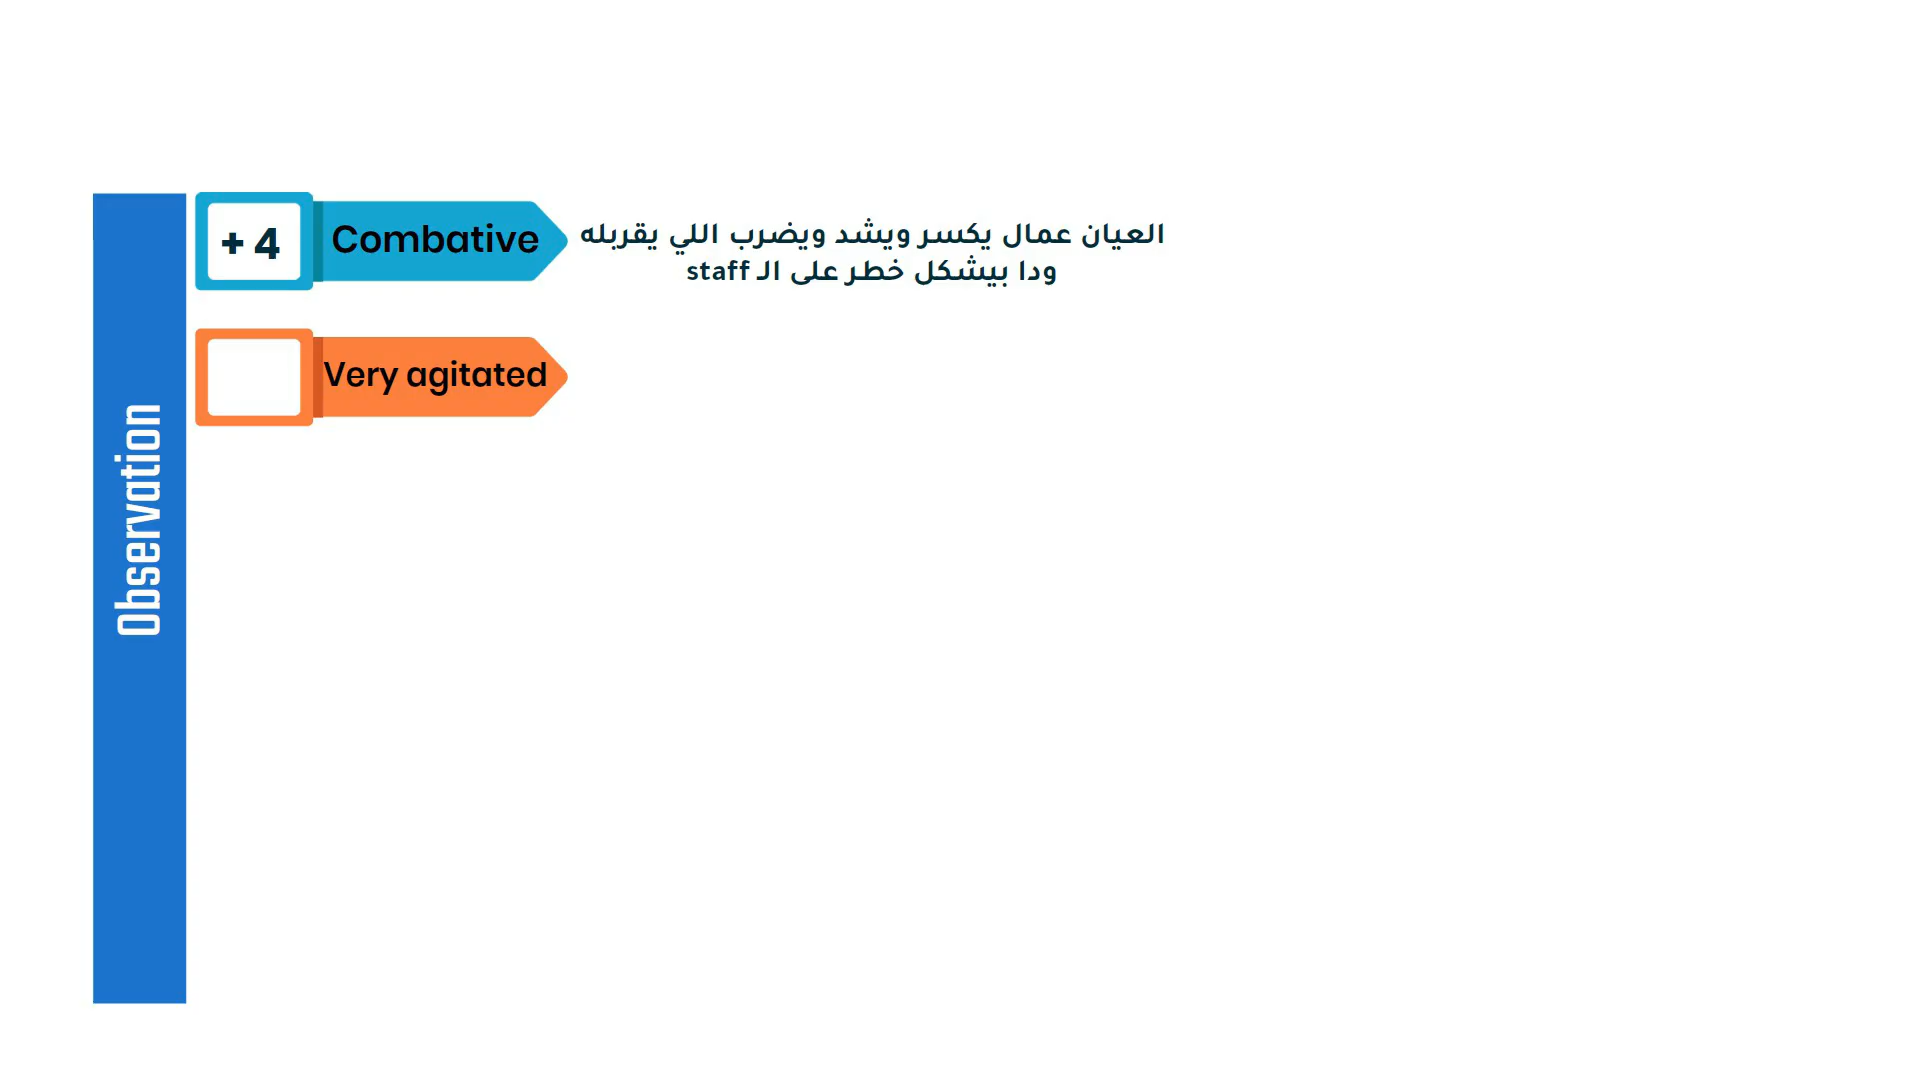 Observation
+ 4
Combative
العيان عمال يكسر ويشد ويضرب اللي يقربله
ودا بيشكل خطر على الـ staff
Very agitated